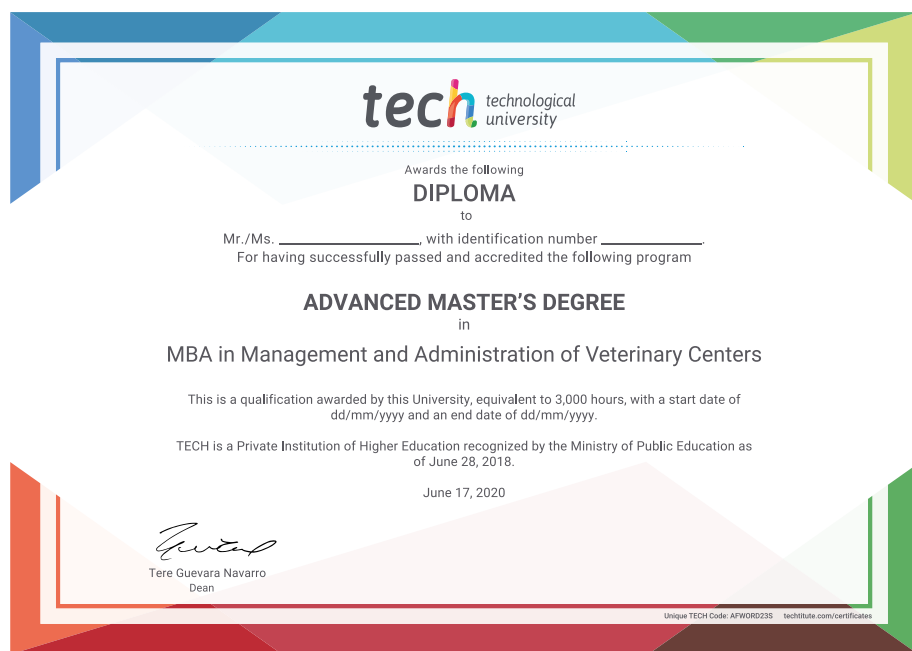 tech technological
university
Awards the following
DIPLOMA
to
Mr./Ms. ____________________, with identification number ______________.
For having successfully passed and accredited the following program
ADVANCED MASTER'S DEGREE
in
MBA in Management and Administration of Veterinary Centers
This is a qualification awarded by this University, equivalent to 3,000 hours, with a start date of
dd/mm/yyyy and an end date of dd/mm/yyyy.
TECH is a Private Institution of Higher Education recognized by the Ministry of Public Education as
of June 28, 2018.
June 17, 2020
Tere Guevara Navarro
Dean
Unique TECH Code: AFWORD23S techtitute.com/certificates